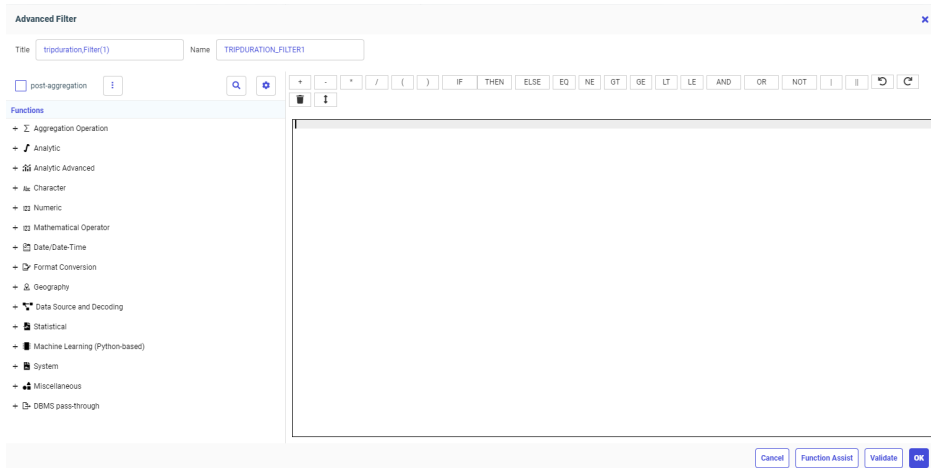 Advanced Filter
Title tripduration,Filter(1) Name TRIPDURATION_FILTER1
post-aggregation
+ - * / ( ) IF THEN ELSE EQ NE GT GE LT LE AND OR NOT | ||
Functions
+ Σ Aggregation Operation
+ Analytic
+ Analytic Advanced
+ Abc Character
+ 123 Numeric
+ 123 Mathematical Operator
+ Date/Date-Time
+ Format Conversion
+ Geography
+ Data Source and Decoding
+ Statistical
+ Machine Learning (Python-based)
+ System
+ Miscellaneous
+ DBMS pass-through
Cancel Function Assist Validate OK